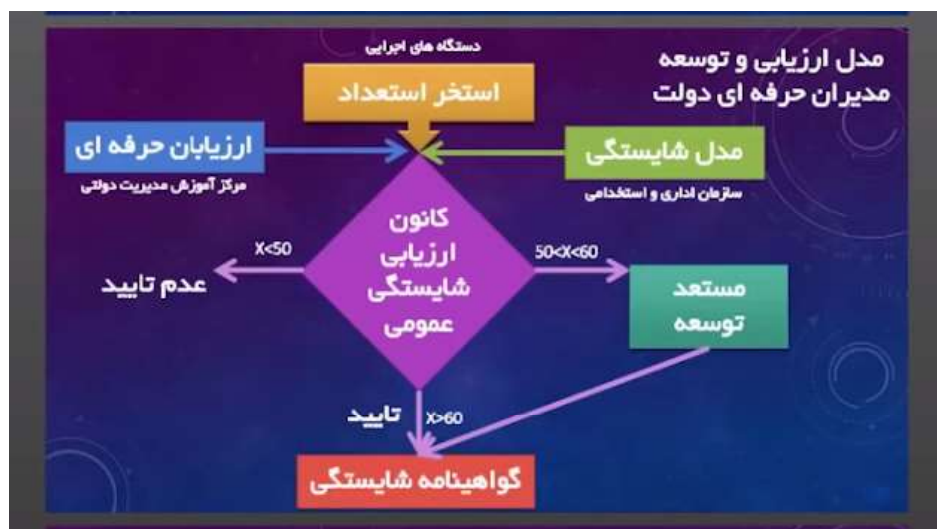 مدل ارزیابی و توسعه
مدیران حرفه ای دولت
دستگاه های اجرایی
استخر استعداد
ارزیابان حرفه ای
مرکز آموزش مدیریت دولتی
مدل شایستگی
سازمان اداری و استخدامی
کانون
ارزیابی
شایستگی
عمومی
X<50
عدم تایید
50<X<60
مستعد
توسعه
تایید
X>60
گواهینامه شایستگی